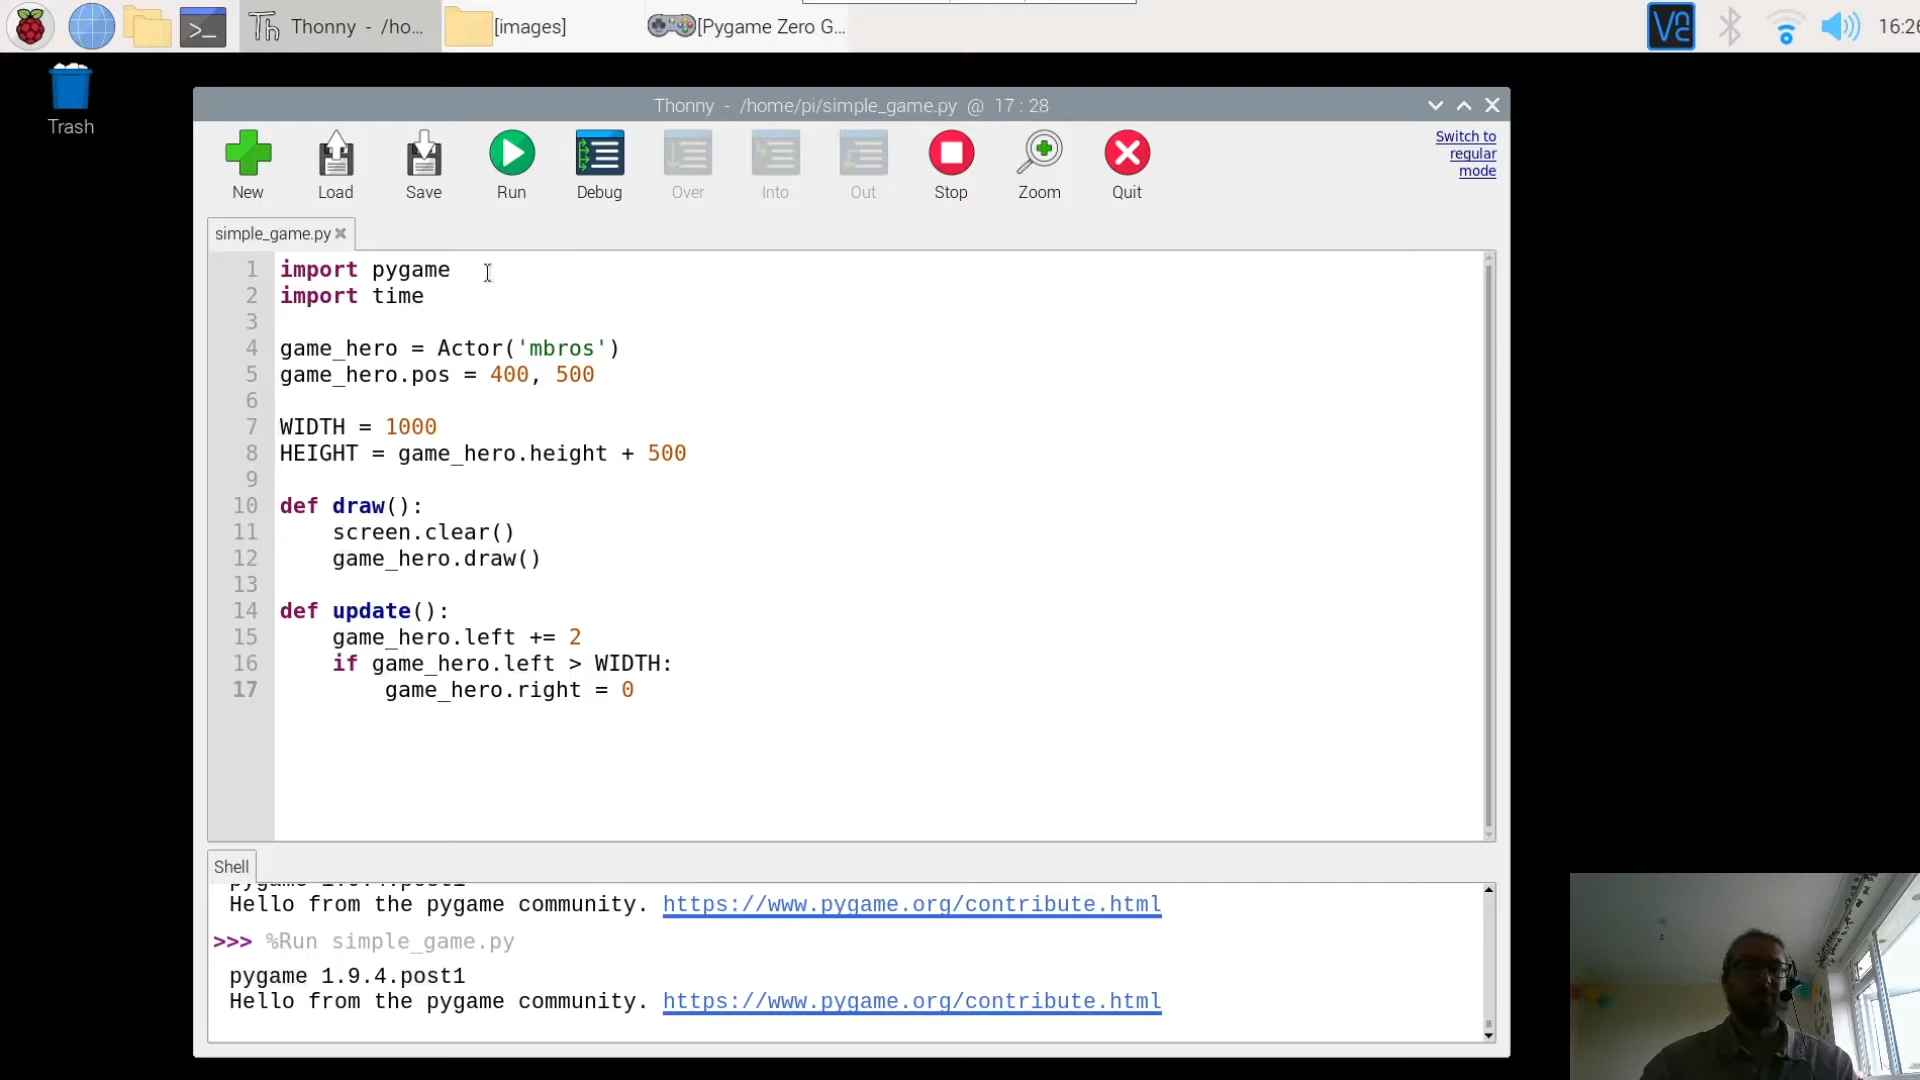 Thonny - /ho...
[images]
[Pygame Zero G...
16:26
Trash
Thonny - /home/pi/simple_game.py @ 17 : 28
New
Load
Save
Run
Debug
Over
Into
Out
Stop
Zoom
Quit
Switch to
regular
mode
simple_game.py
1 import pygame
2 import time
3
4 game_hero = Actor('mbros')
5 game_hero.pos = 400, 500
6
7 WIDTH = 1000
8 HEIGHT = game_hero.height + 500
9
10 def draw():
11 screen.clear()
12 game_hero.draw()
13
14 def update():
15 game_hero.left += 2
16 if game_hero.left > WIDTH:
17 game_hero.right = 0
Shell
pygame 1.9.4.post1
Hello from the pygame community. https://www.pygame.org/contribute.html
>>> %Run simple_game.py
pygame 1.9.4.post1
Hello from the pygame community. https://www.pygame.org/contribute.html